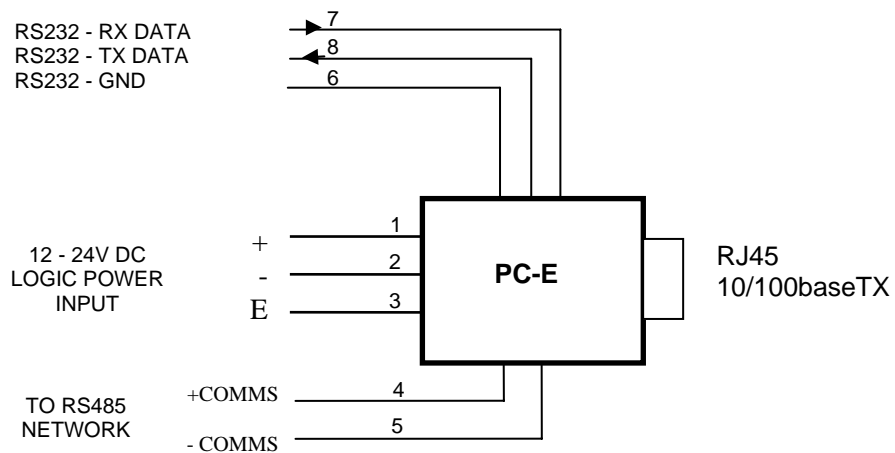 RS232 - RX DATA
7
RS232 - TX DATA
8
RS232 - GND
6
12 - 24V DC
LOGIC POWER
INPUT
+
1
-
2
E
3
PC-E
RJ45
10/100baseTX
TO RS485
NETWORK
+COMMS
4
- COMMS
5